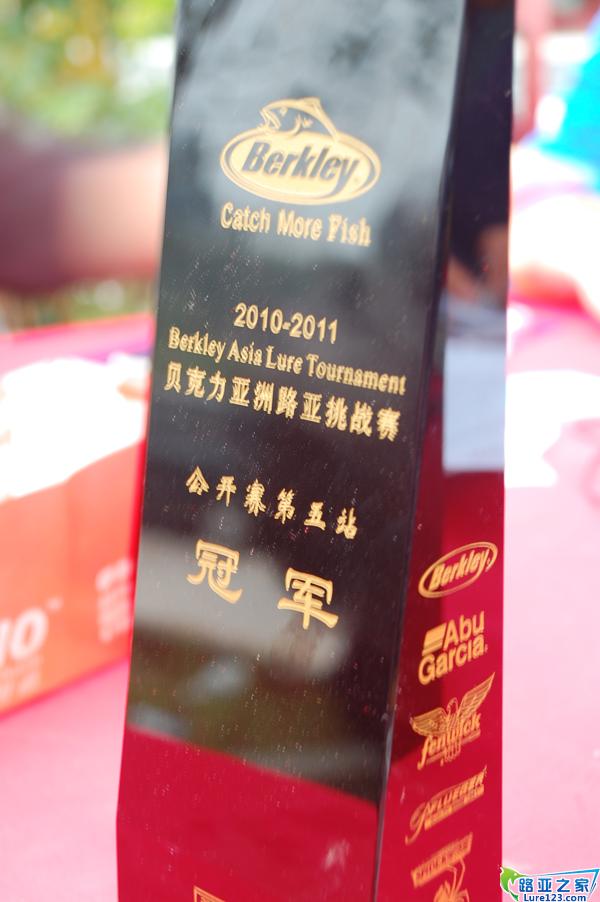 Berkley
Catch More Fish
2010-2011
Berkley Asia Lure Tournament
贝克力亚洲路亚挑战赛
公开赛第五站
冠军
Berkley
Abu
Garcia
fenwick
PFLUEGER
路亚之家
Lure123.com